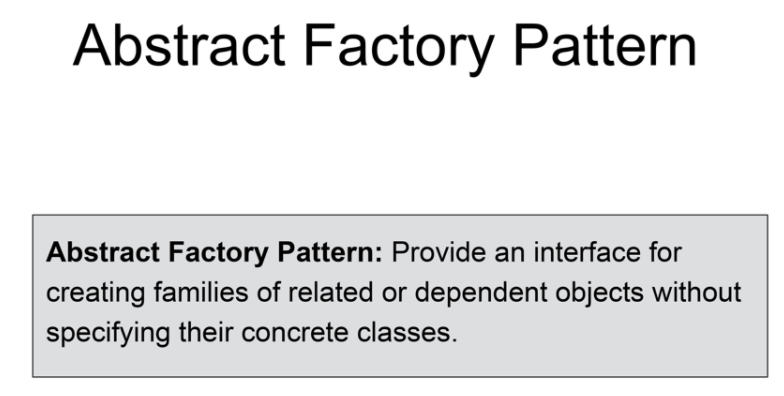 Abstract Factory Pattern
Abstract Factory Pattern: Provide an interface for
creating families of related or dependent objects without
specifying their concrete classes.